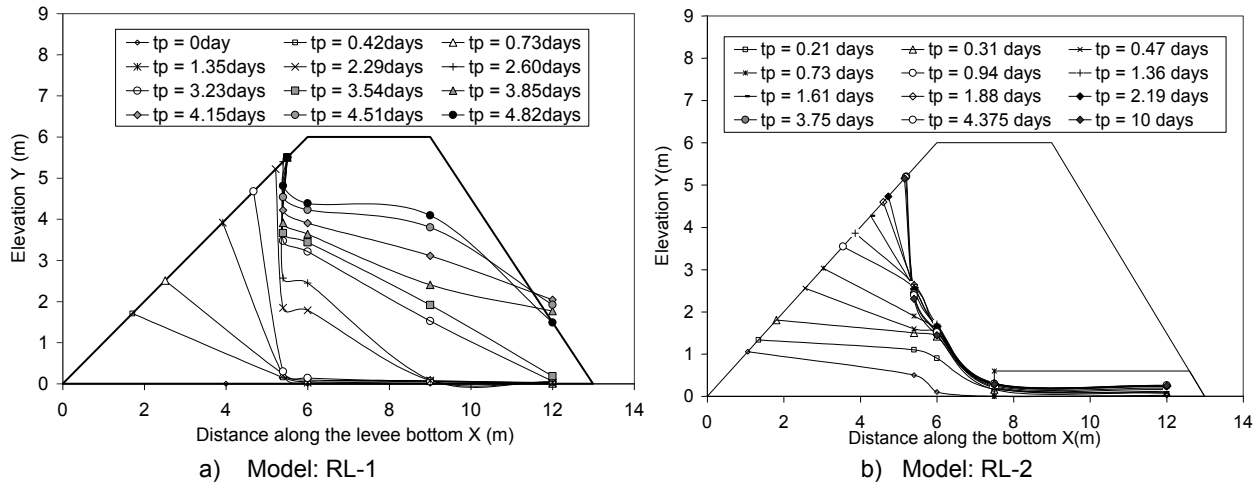 9
8
7
6
5
4
3
2
1
0
Elevation Y (m)
tp = 0day tp = 0.42days tp = 0.73days
tp = 1.35days tp = 2.29days tp = 2.60days
tp = 3.23days tp = 3.54days tp = 3.85days
tp = 4.15days tp = 4.51days tp = 4.82days
0 2 4 6 8 10 12 14
Distance along the levee bottom X (m)
a) Model: RL-1
9
8
7
6
5
4
3
2
1
0
Elevation Y(m)
tp = 0.21 days tp = 0.31 days tp = 0.47 days
tp = 0.73 days tp = 0.94 days tp = 1.36 days
tp = 1.61 days tp = 1.88 days tp = 2.19 days
tp = 3.75 days tp = 4.375 days tp = 10 days
0 2 4 6 8 10 12 14
Distance along the bottom X(m)
b) Model: RL-2